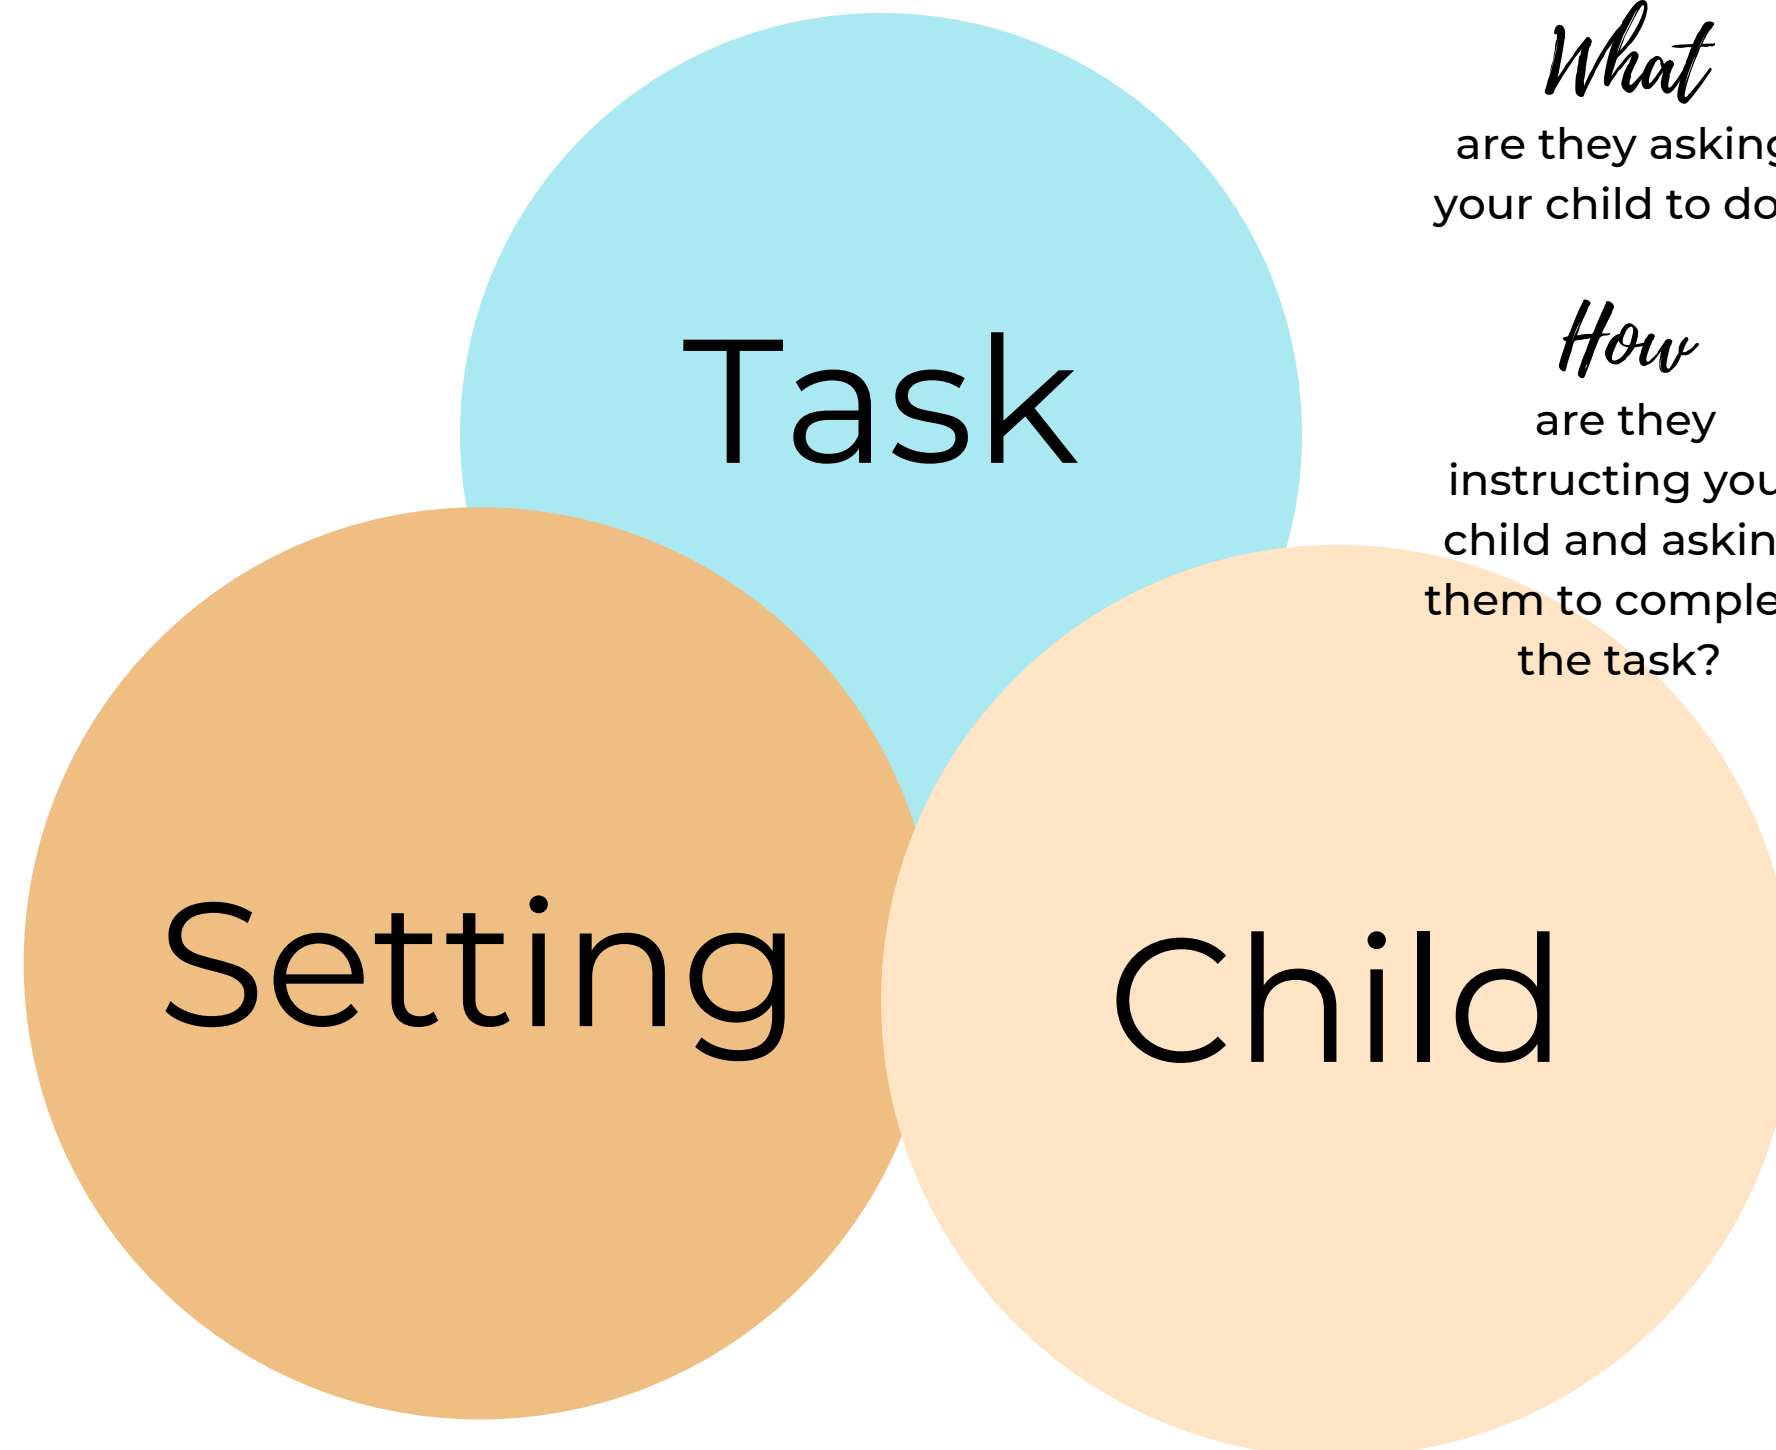 What
are they asking
your child to do
How
are they
instructing you
child and askin
them to comple
the task?
Task
Setting
Child